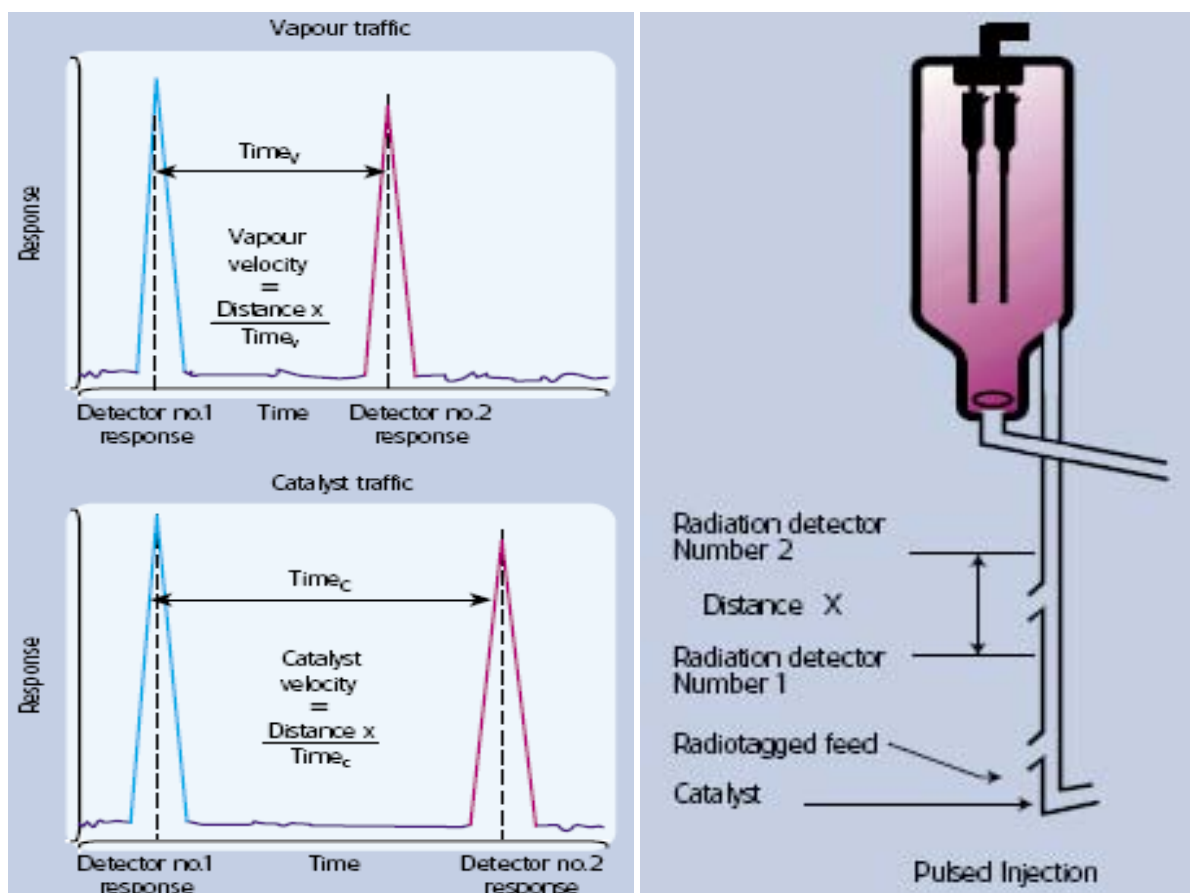 Vapour traffic
Response
Time_v
Vapour
velocity
=
Distance x
Time_v
Detector no.1
response
Time
Detector no.2
response
Catalyst traffic
Response
Time_c
Catalyst
velocity
=
Distance x
Time_c
Detector no.1
response
Time
Detector no.2
response
Radiation detector
Number 2
Distance X
Radiation detector
Number 1
Radiotagged feed
Catalyst
Pulsed Injection